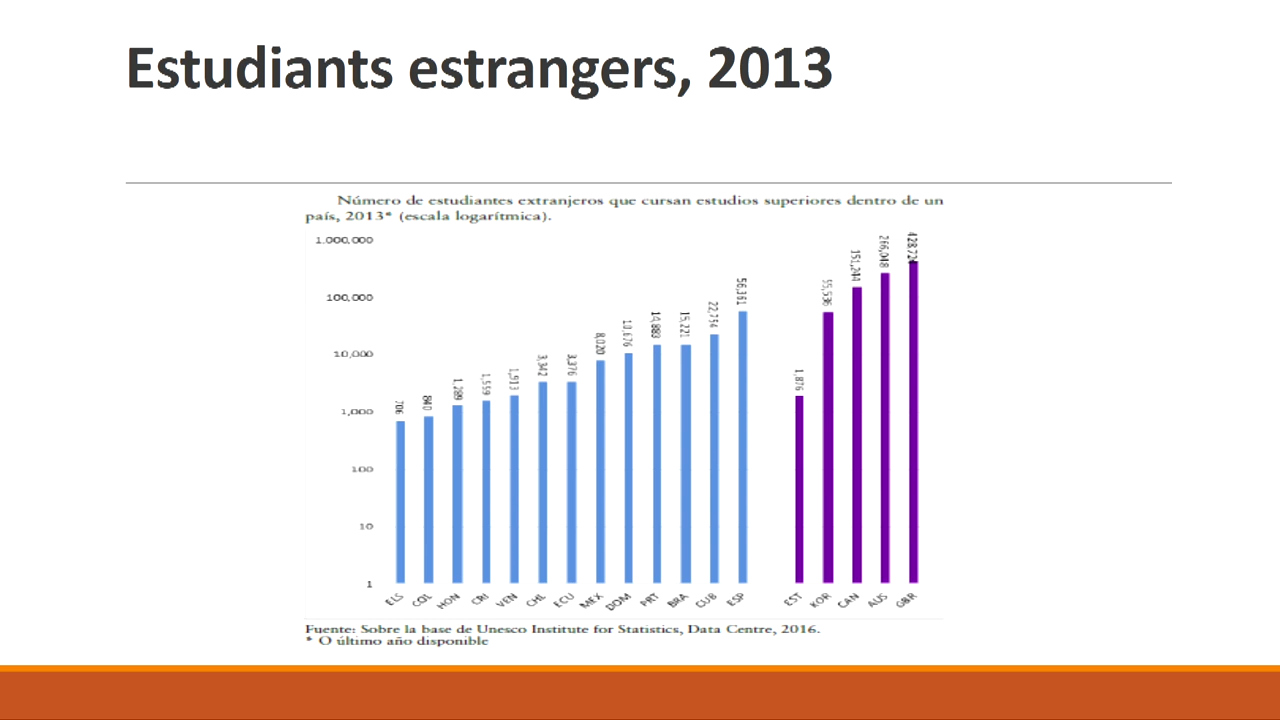 Estudiants estrangers, 2013
Número de estudiantes extranjeros que cursan estudios superiores dentro de un
país, 2013* (escala logarítmica).
1.000,000
100,000
10,000
1,000
100
10
1
706
840
1,289
1,559
1,913
3,342
3,376
8,020
10,676
14,883
15,221
22,754
56,361
1,876
55,536
151,244
266,048
428,724
ELS
COL
HON
CRI
VEN
CHL
ECU
MEX
DOM
PRT
BRA
CUB
ESP
EST
KOR
CAN
AUS
GBR
Fuente: Sobre la base de Unesco Institute for Statistics, Data Centre, 2016.
* O último año disponible